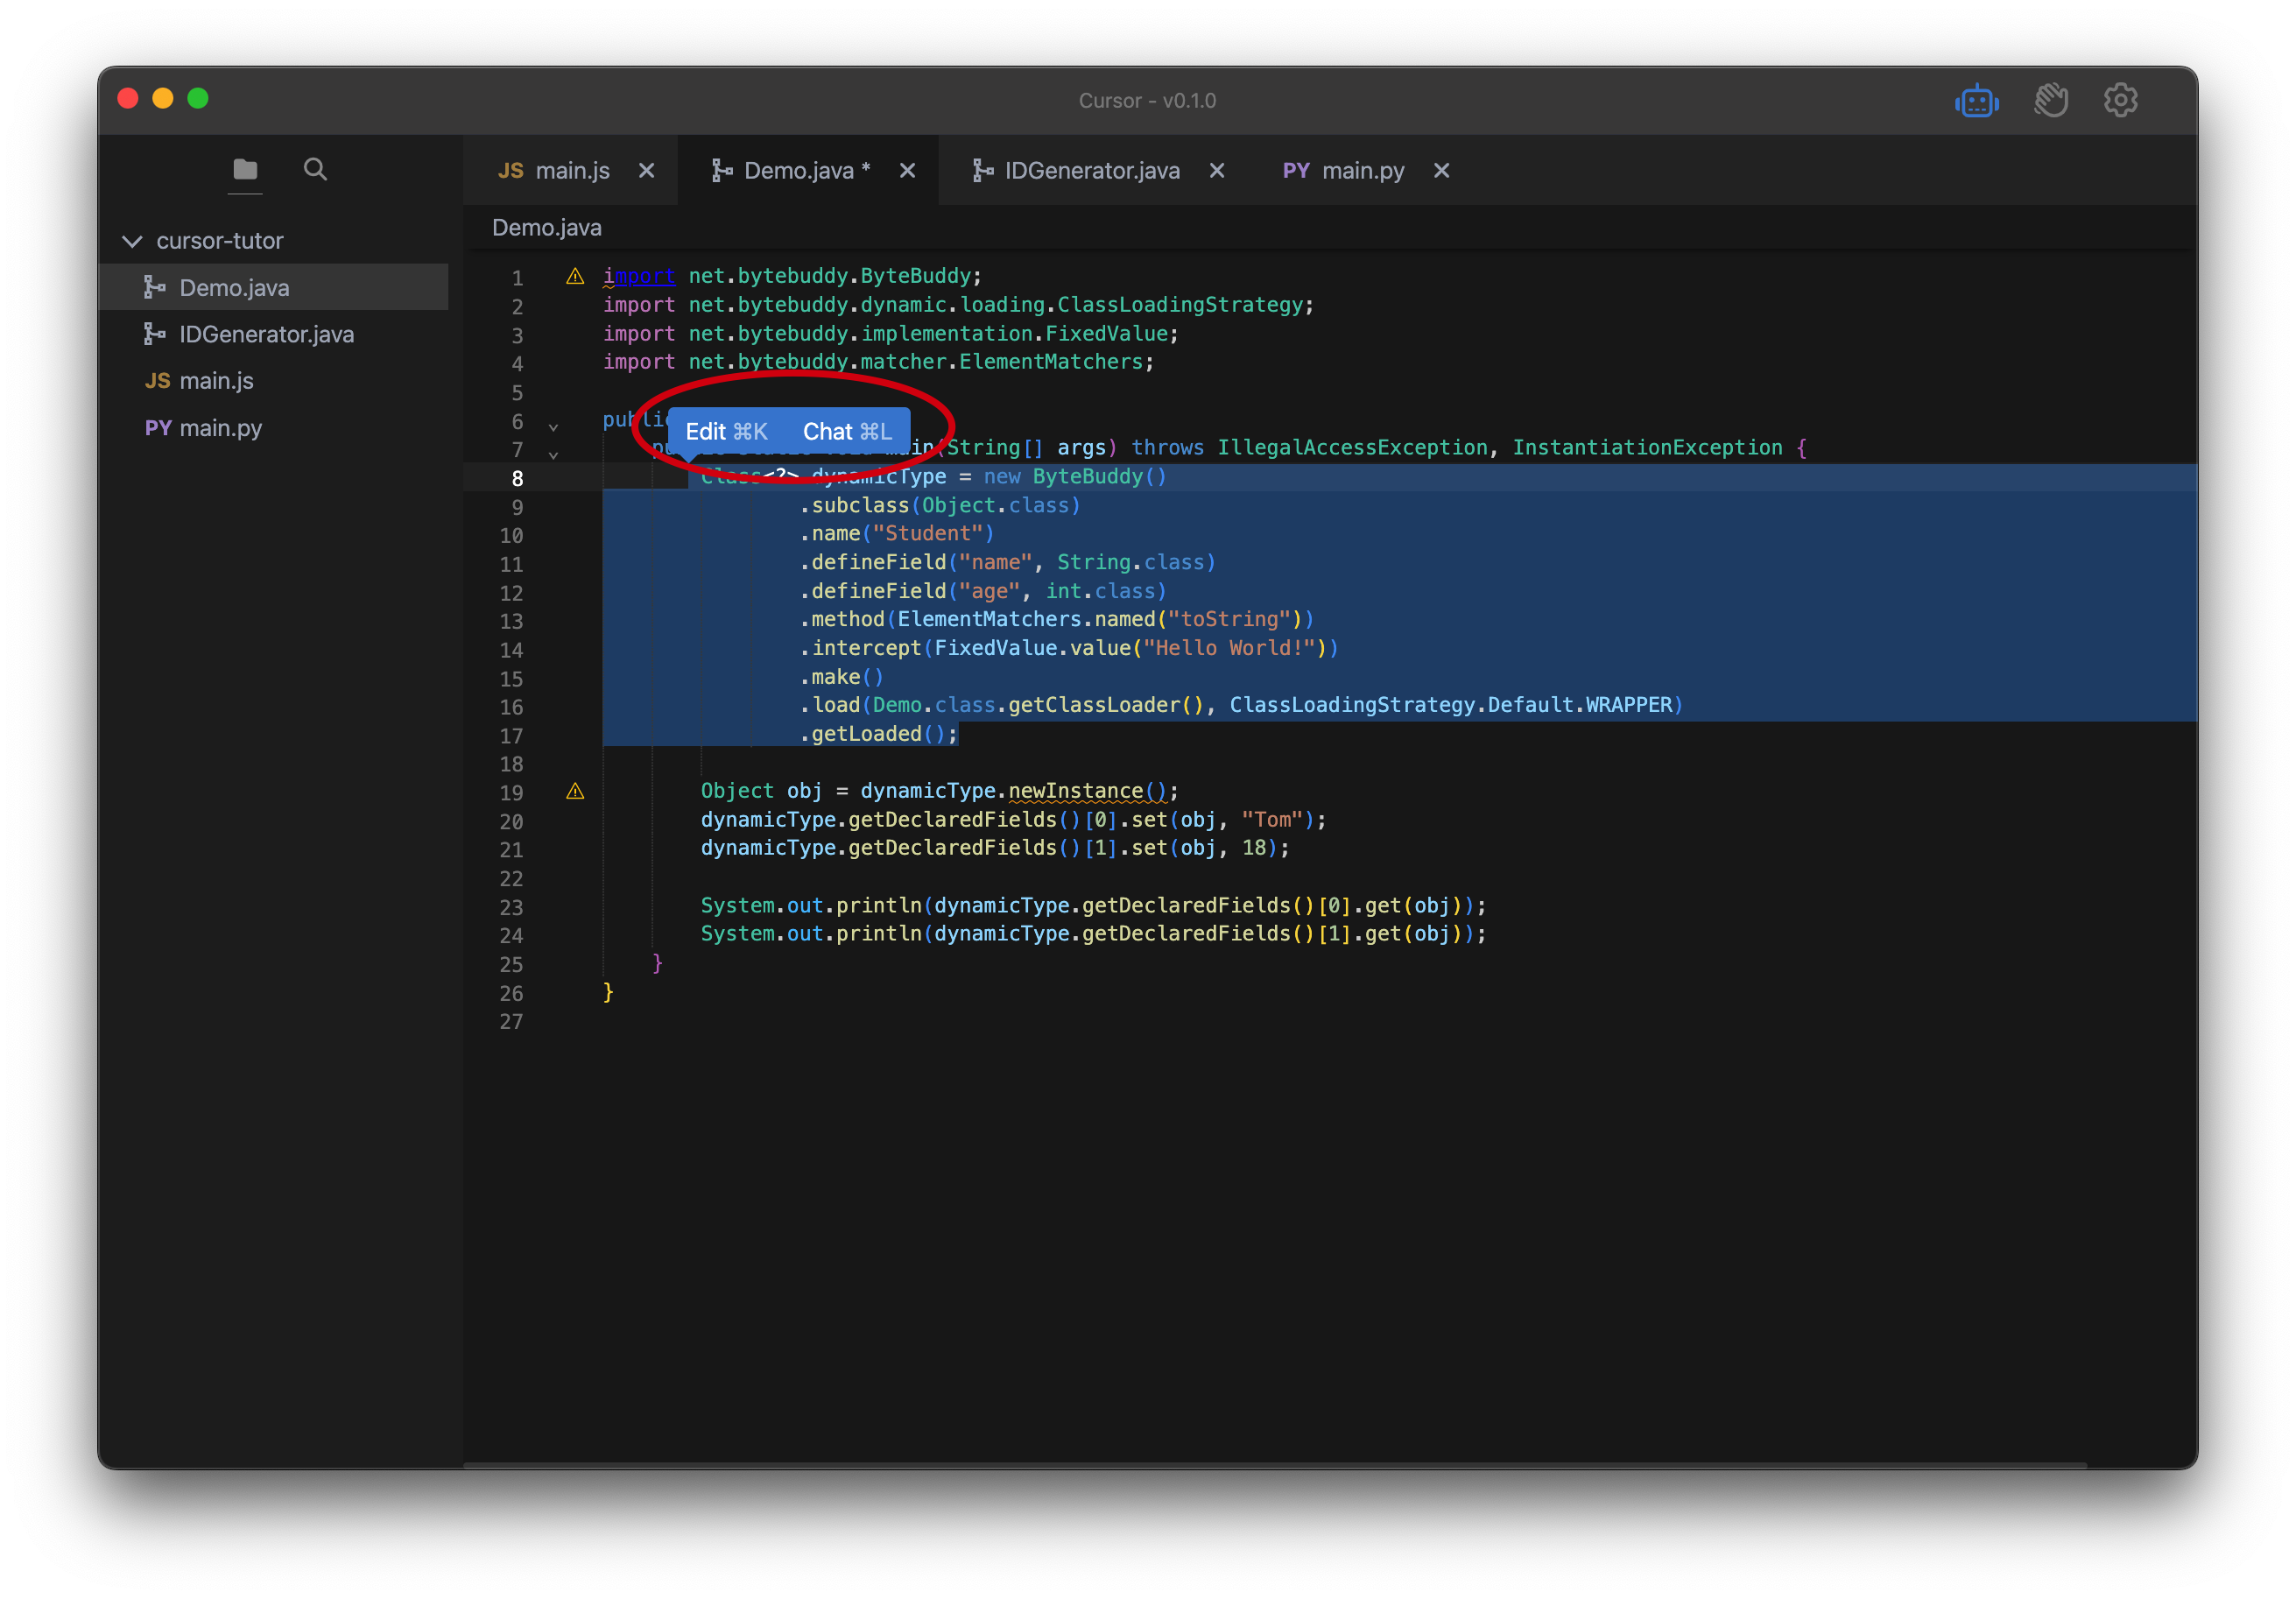 Cursor - v0.1.0
JS main.js
Demo.java *
IDGenerator.java
PY main.py
cursor-tutor
Demo.java
IDGenerator.java
JS main.js
PY main.py
Demo.java
1 import net.bytebuddy.ByteBuddy;
2 import net.bytebuddy.dynamic.loading.ClassLoadingStrategy;
3 import net.bytebuddy.implementation.FixedValue;
4 import net.bytebuddy.matcher.ElementMatchers;
5
6 public
Edit ⌘K Chat ⌘L
7 main(String[] args) throws IllegalAccessException, InstantiationException {
8 Class<?> dynamicType = new ByteBuddy()
9 .subclass(Object.class)
10 .name("Student")
11 .defineField("name", String.class)
12 .defineField("age", int.class)
13 .method(ElementMatchers.named("toString"))
14 .intercept(FixedValue.value("Hello World!"))
15 .make()
16 .load(Demo.class.getClassLoader(), ClassLoadingStrategy.Default.WRAPPER)
17 .getLoaded();
18
19 Object obj = dynamicType.newInstance();
20 dynamicType.getDeclaredFields()[0].set(obj, "Tom");
21 dynamicType.getDeclaredFields()[1].set(obj, 18);
22
23 System.out.println(dynamicType.getDeclaredFields()[0].get(obj));
24 System.out.println(dynamicType.getDeclaredFields()[1].get(obj));
25 }
26 }
27